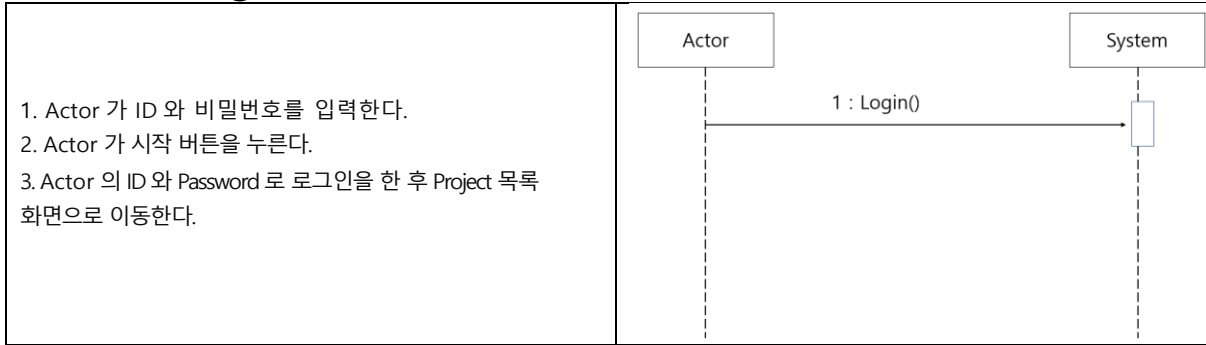 1. Actor 가 ID 와 비밀번호를 입력한다.
2. Actor 가 시작 버튼을 누른다.
3. Actor 의 ID 와 Password 로 로그인을 한 후 Project 목록
화면으로 이동한다.
Actor
System
1 : Login()